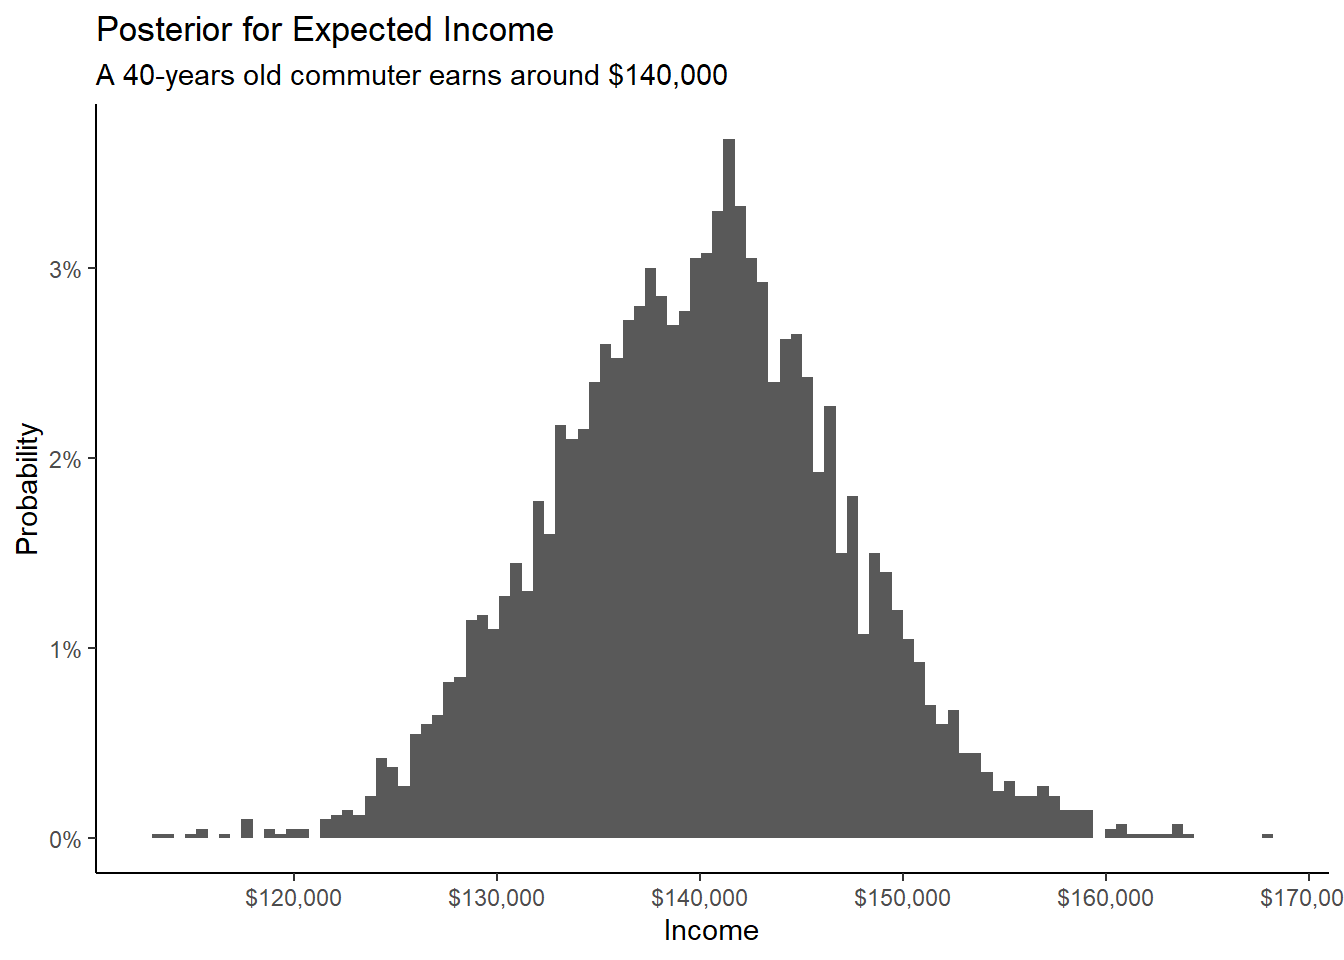 Posterior for Expected Income
A 40-years old commuter earns around $140,000
3%
2%
1%
0%
Probability
$120,000 $130,000 $140,000 $150,000 $160,000 $170,00
Income